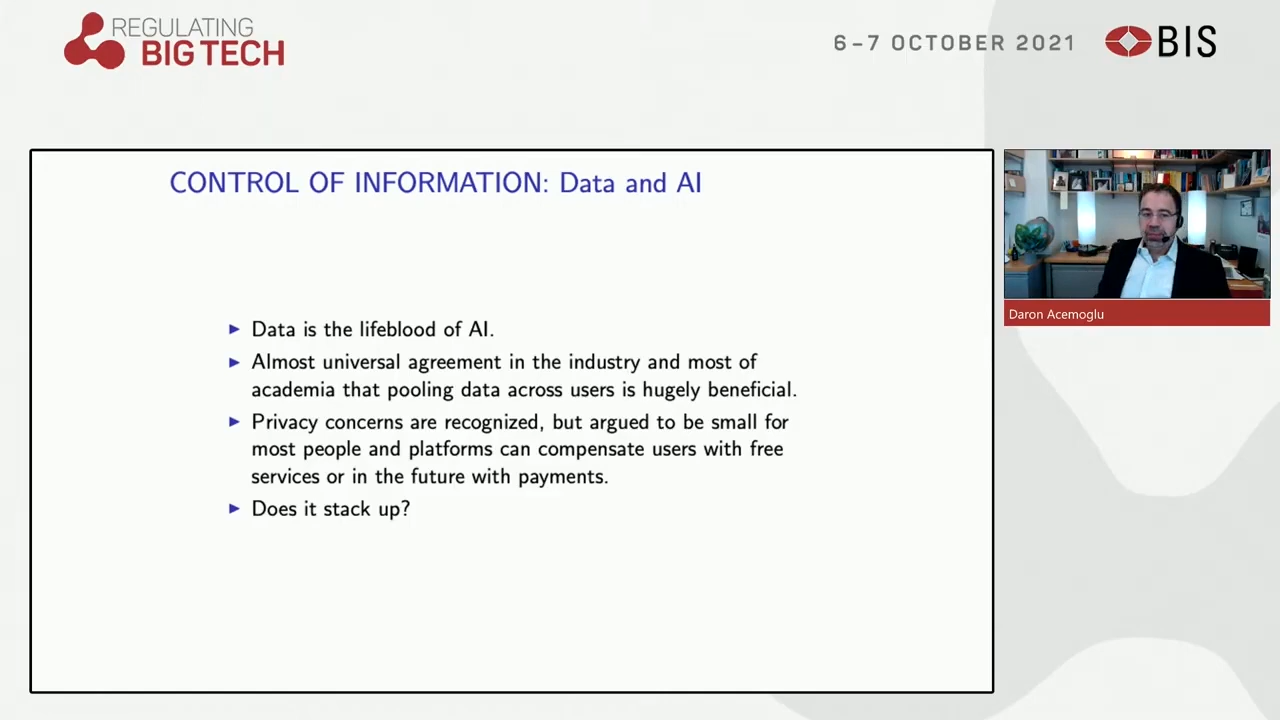 REGULATING
BIG TECH
6–7 OCTOBER 2021
BIS
CONTROL OF INFORMATION: Data and AI
► Data is the lifeblood of AI.
► Almost universal agreement in the industry and most of
academia that pooling data across users is hugely beneficial.
► Privacy concerns are recognized, but argued to be small for
most people and platforms can compensate users with free
services or in the future with payments.
► Does it stack up?
Daron Acemoglu